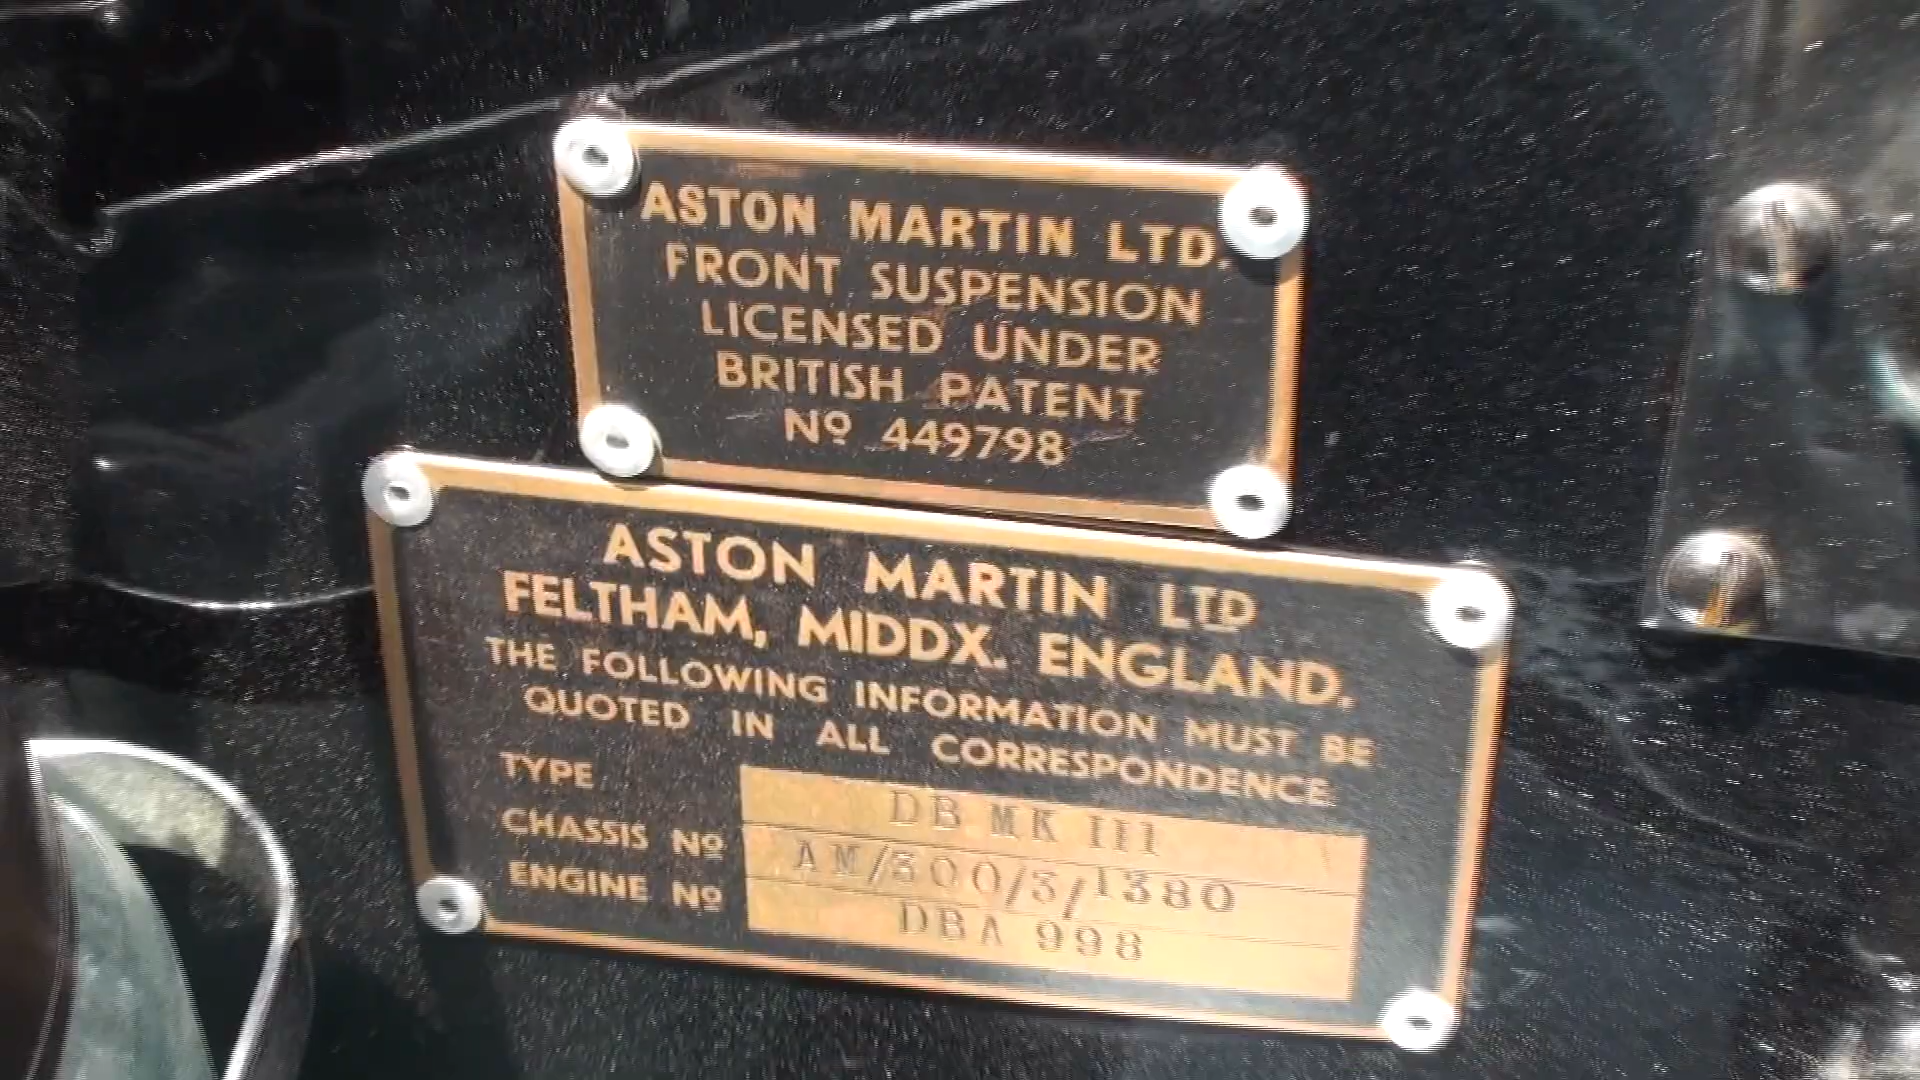 ASTON MARTIN LTD.
FRONT SUSPENSION
LICENSED UNDER
BRITISH PATENT
Nº 449798
ASTON MARTIN LTD
FELTHAM, MIDDX. ENGLAND.
THE FOLLOWING INFORMATION MUST BE
QUOTED IN ALL CORRESPONDENCE
TYPE DB MK III
CHASSIS Nº AM/300/3/1380
ENGINE Nº DBA 998